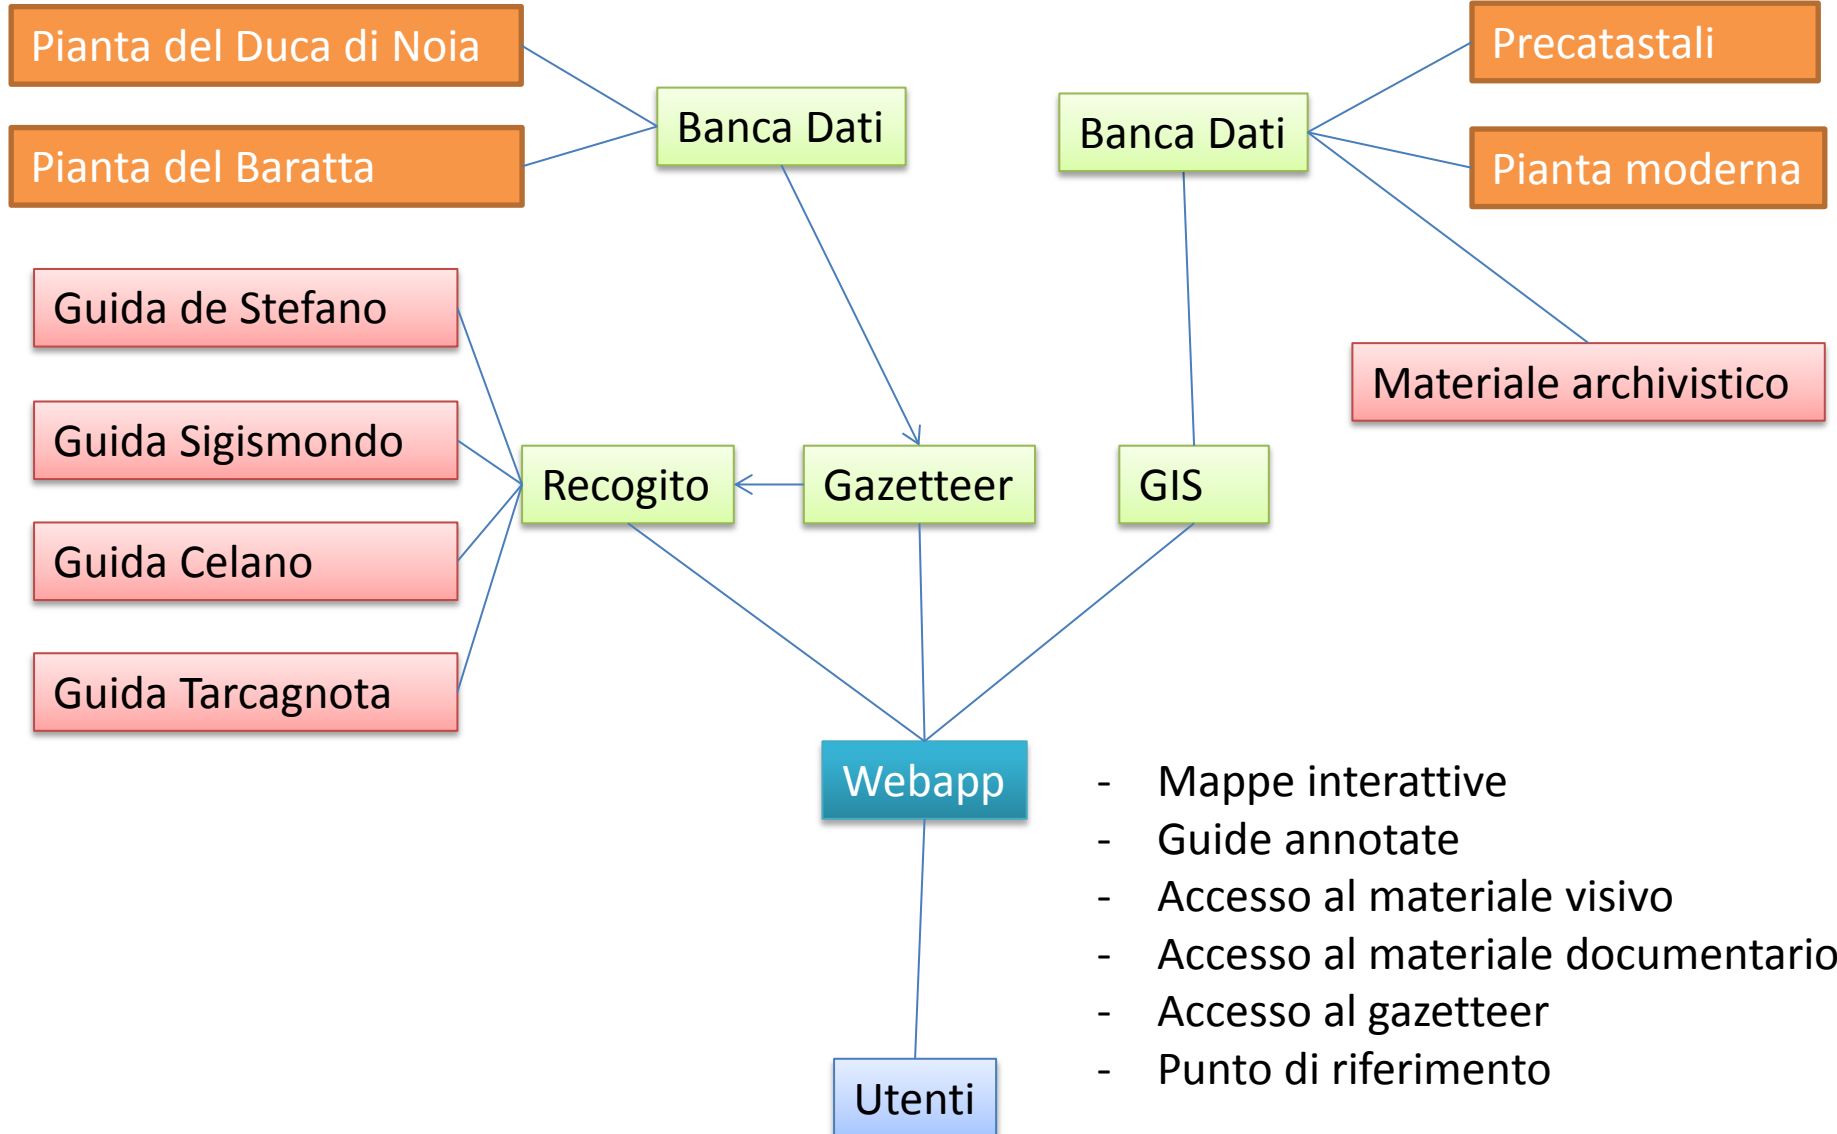 Pianta del Duca di Noia
Pianta del Baratta
Banca Dati
Banca Dati
Precatastali
Pianta moderna
Materiale archivistico
Guida de Stefano
Guida Sigismondo
Guida Celano
Guida Tarcagnota
Recogito
Gazetteer
GIS
Webapp
- Mappe interattive
- Guide annotate
- Accesso al materiale visivo
- Accesso al materiale documentario
- Accesso al gazetteer
- Punto di riferimento
Utenti